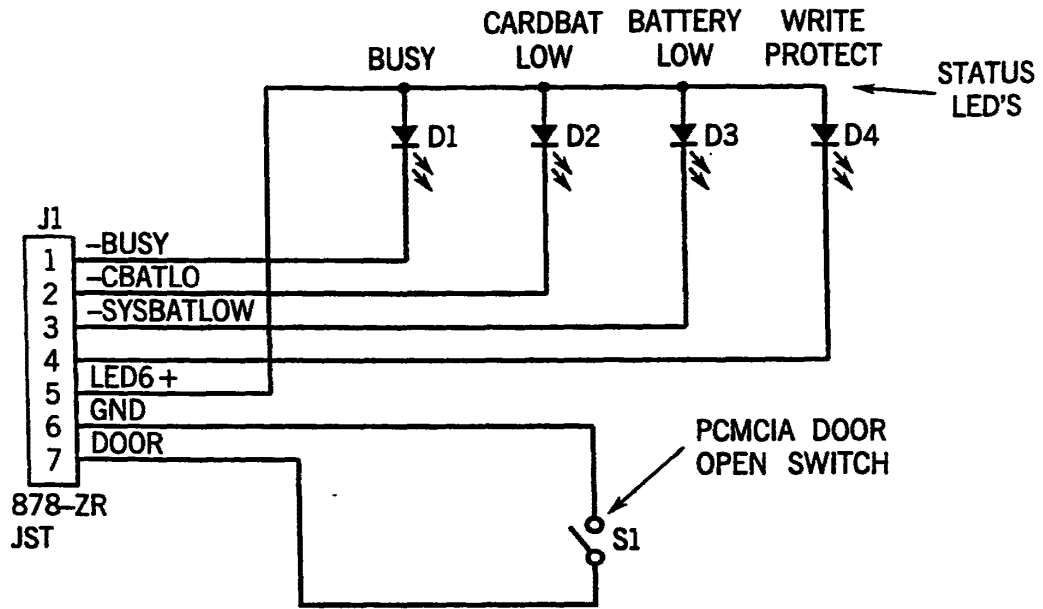 BUSY
CARDBAT
LOW
BATTERY
LOW
WRITE
PROTECT
STATUS
LED'S
D1
D2
D3
D4
J1
1
–BUSY
2
–CBATLO
3
–SYSBATLOW
4
5
LED6+
6
GND
7
DOOR
878–ZR
JST
PCMCIA DOOR
OPEN SWITCH
S1